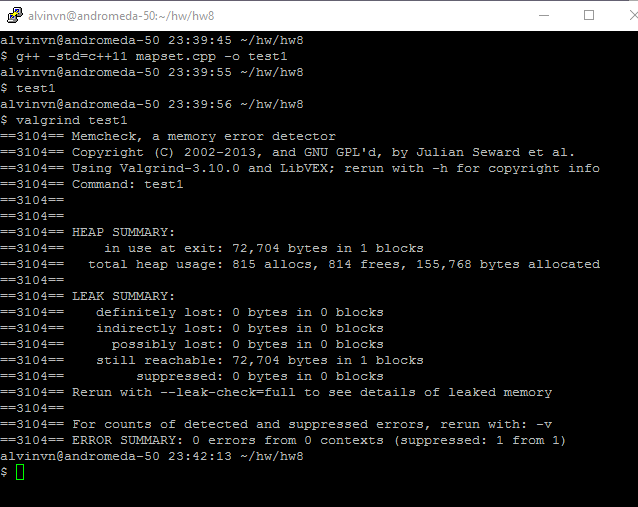 alvinvn@andromeda-50:~/hw/hw8
alvinvn@andromeda-50 23:39:45 ~/hw/hw8
$ g++ -std=c++11 mapset.cpp -o test1
alvinvn@andromeda-50 23:39:55 ~/hw/hw8
$ test1
alvinvn@andromeda-50 23:39:56 ~/hw/hw8
$ valgrind test1
==3104== Memcheck, a memory error detector
==3104== Copyright (C) 2002-2013, and GNU GPL'd, by Julian Seward et al.
==3104== Using Valgrind-3.10.0 and LibVEX; rerun with -h for copyright info
==3104== Command: test1
==3104==
==3104==
==3104== HEAP SUMMARY:
==3104==     in use at exit: 72,704 bytes in 1 blocks
==3104==   total heap usage: 815 allocs, 814 frees, 155,768 bytes allocated
==3104==
==3104== LEAK SUMMARY:
==3104==    definitely lost: 0 bytes in 0 blocks
==3104==    indirectly lost: 0 bytes in 0 blocks
==3104==      possibly lost: 0 bytes in 0 blocks
==3104==    still reachable: 72,704 bytes in 1 blocks
==3104==         suppressed: 0 bytes in 0 blocks
==3104== Rerun with --leak-check=full to see details of leaked memory
==3104==
==3104== For counts of detected and suppressed errors, rerun with: -v
==3104== ERROR SUMMARY: 0 errors from 0 contexts (suppressed: 1 from 1)
alvinvn@andromeda-50 23:42:13 ~/hw/hw8
$